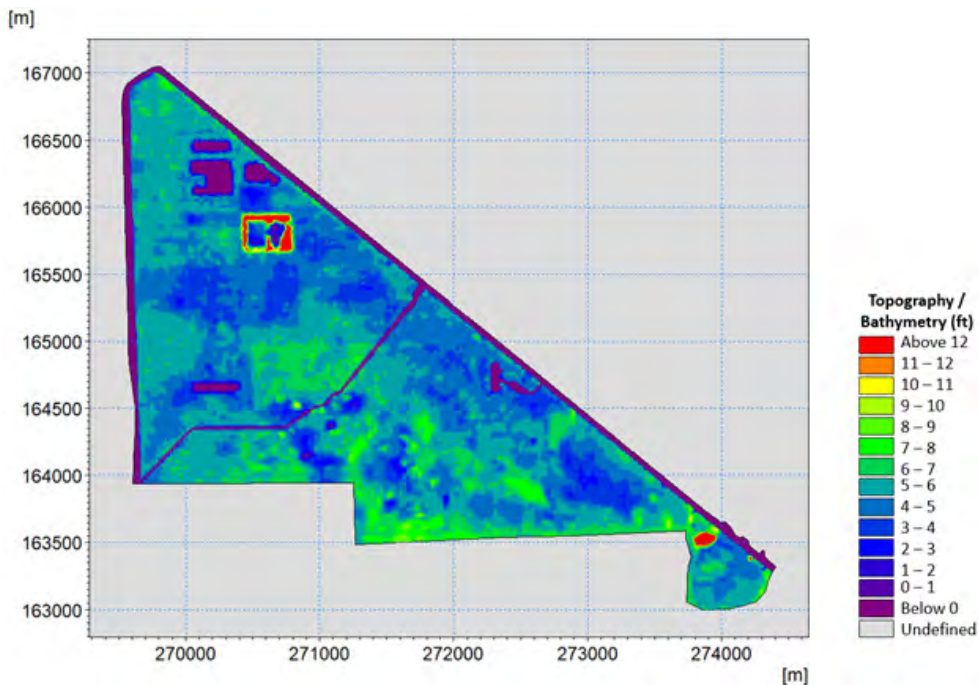 [m]
167000
166500
166000
165500
165000
164500
164000
163500
163000
270000 271000 272000 273000 274000
[m]
Topography /
Bathymetry (ft)
Above 12
11 – 12
10 – 11
9 – 10
8 – 9
7 – 8
6 – 7
5 – 6
4 – 5
3 – 4
2 – 3
1 – 2
0 – 1
Below 0
Undefined